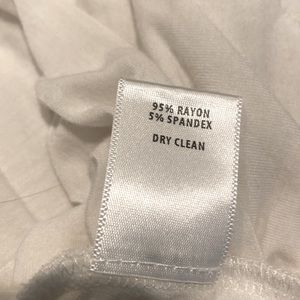 95% RAYON
5% SPANDEX
DRY CLEAN